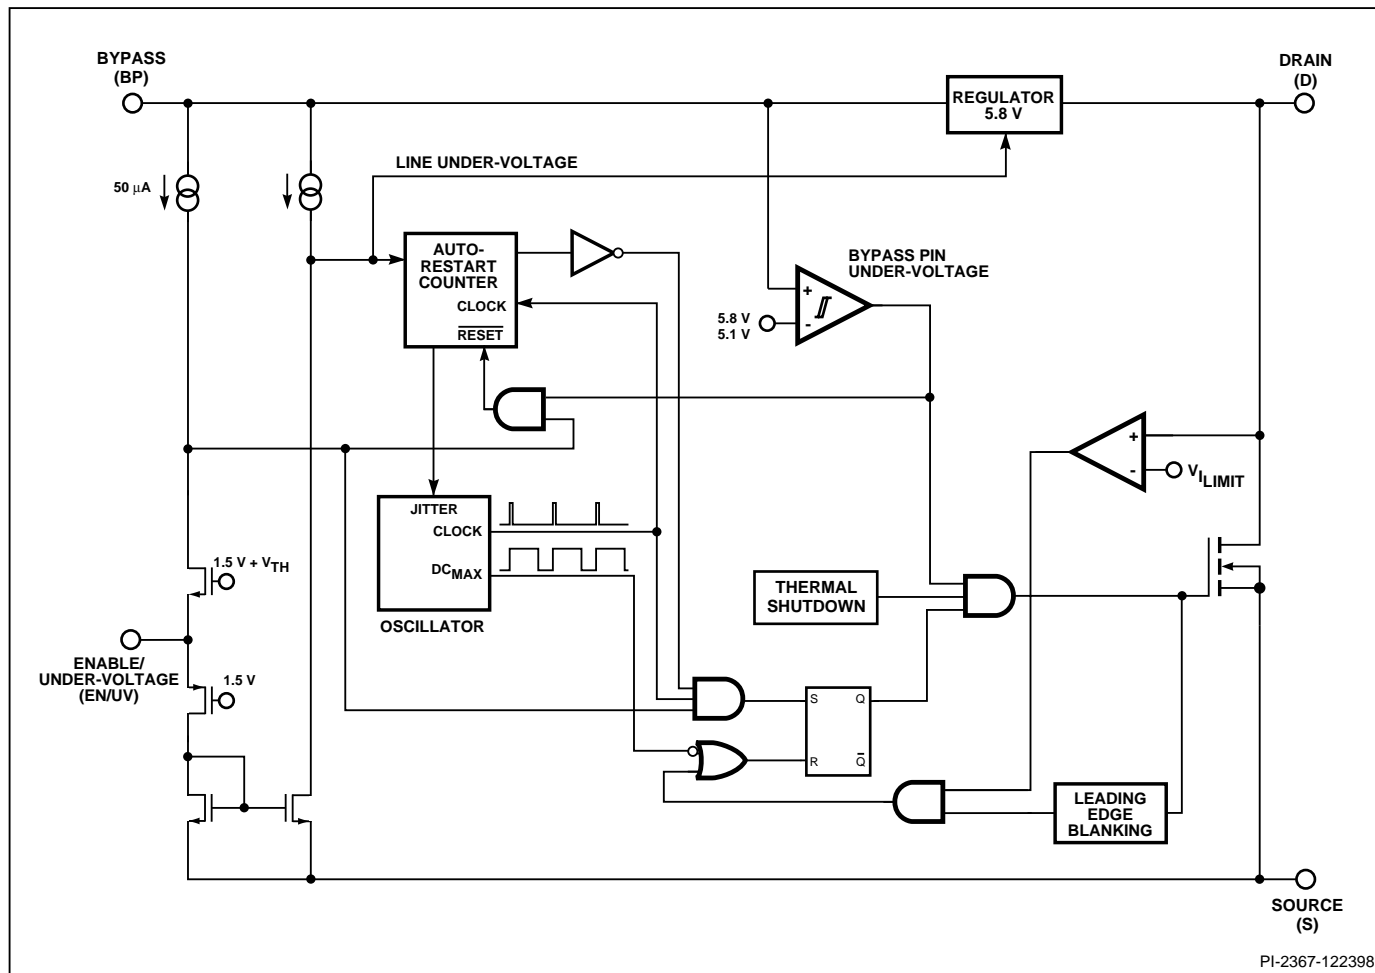 BYPASS
(BP)
DRAIN
(D)
REGULATOR
5.8 V
LINE UNDER-VOLTAGE
50 µA
AUTO-
RESTART
COUNTER
CLOCK
RESET
BYPASS PIN
UNDER-VOLTAGE
+
-
5.8 V
5.1 V
+
-
VILIMIT
JITTER
CLOCK
DCMAX
OSCILLATOR
1.5 V + VTH
THERMAL
SHUTDOWN
ENABLE/
UNDER-VOLTAGE
(EN/UV)
1.5 V
S Q
R Q̅
LEADING
EDGE
BLANKING
SOURCE
(S)
PI-2367-122398